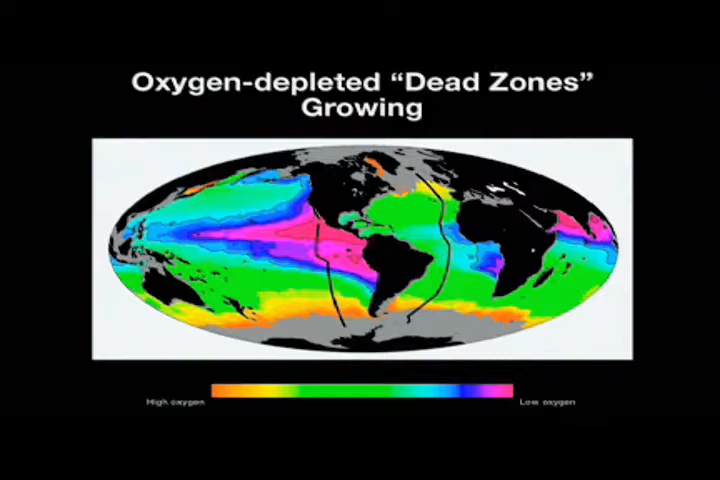 Oxygen-depleted “Dead Zones”
Growing
High oxygen
Low oxygen